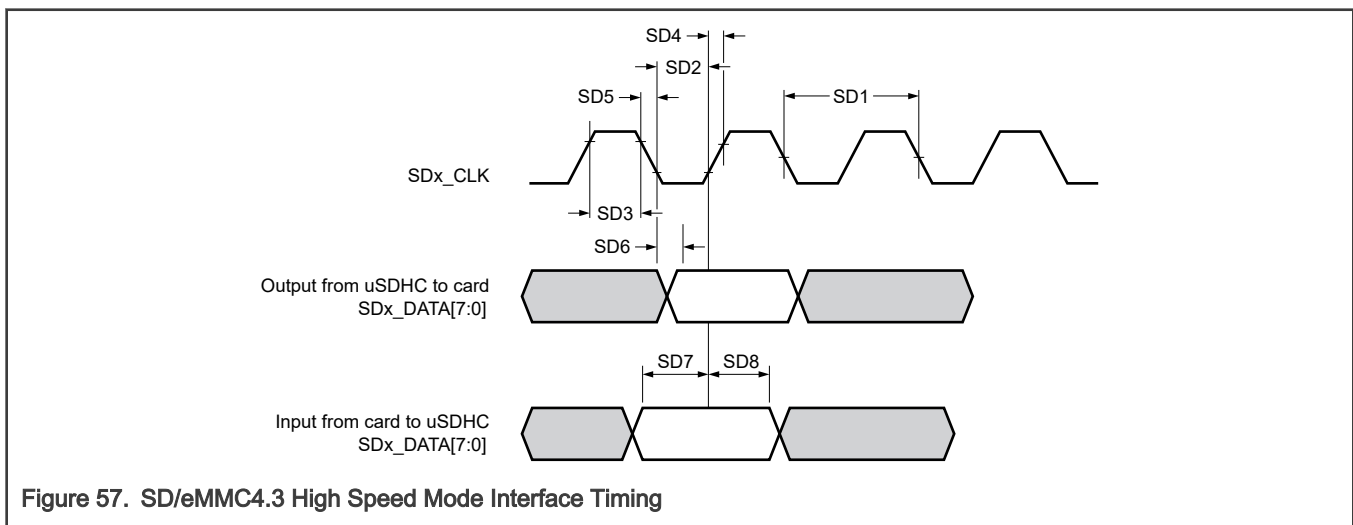 SD4
SD2
SD5
SD1
SDx_CLK
SD3
SD6
Output from uSDHC to card
SDx_DATA[7:0]
SD7
SD8
Input from card to uSDHC
SDx_DATA[7:0]
Figure 57. SD/eMMC4.3 High Speed Mode Interface Timing